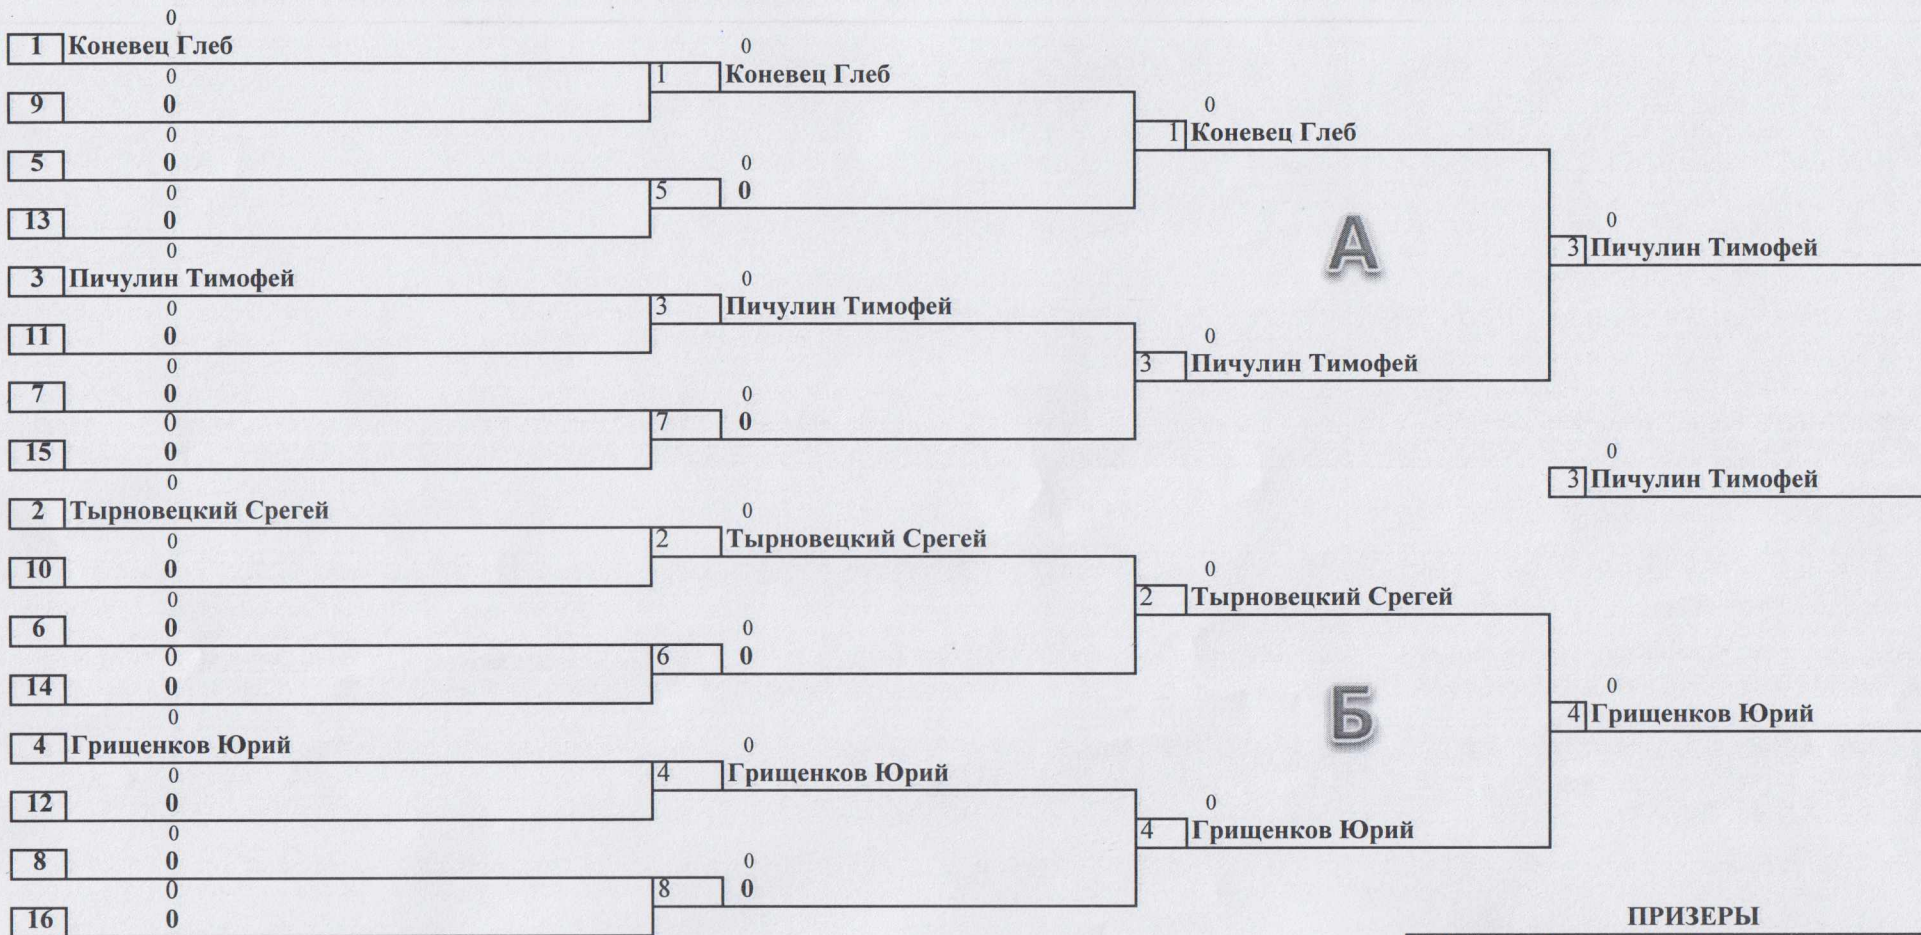 0
1 Коневец Глеб
0
9 0
0
5 0
0
13 0
0
3 Пичулин Тимофей
0
11 0
0
7 0
0
15 0
0
2 Тырновецкий Срегей
0
10 0
0
6 0
0
14 0
0
4 Грищенков Юрий
0
12 0
0
8 0
0
16 0
0
1 Коневец Глеб
0
5 0
0
3 Пичулин Тимофей
0
7 0
0
2 Тырновецкий Срегей
0
6 0
0
4 Грищенков Юрий
0
8 0
0
1 Коневец Глеб
А
0
3 Пичулин Тимофей
0
2 Тырновецкий Срегей
Б
0
4 Грищенков Юрий
0
3 Пичулин Тимофей
0
3 Пичулин Тимофей
0
4 Грищенков Юрий
ПРИЗЕРЫ